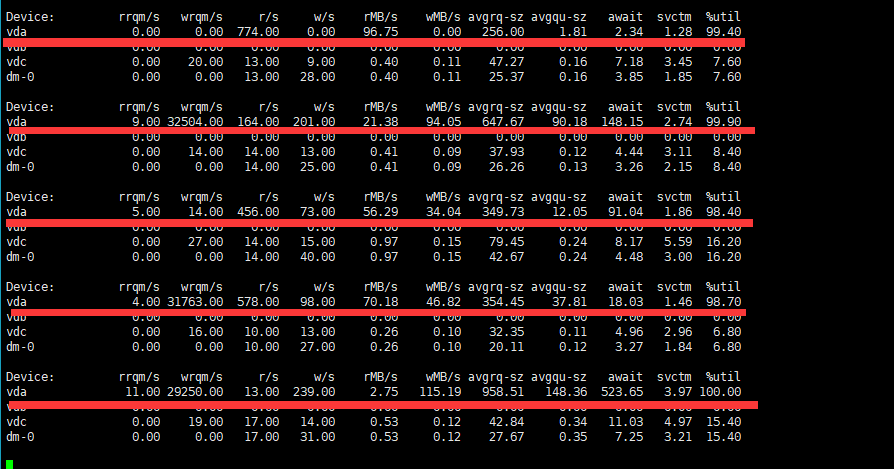 Device: rrqm/s wrqm/s r/s w/s rMB/s wMB/s avgrq-sz avgqu-sz await svctm %util
vda 0.00 0.00 774.00 0.00 96.75 0.00 256.00 1.81 2.34 1.28 99.40
vdb 0.00 0.00 0.00 0.00 0.00 0.00 0.00 0.00 0.00 0.00 0.00
vdc 0.00 20.00 13.00 9.00 0.40 0.11 47.27 0.16 7.18 3.45 7.60
dm-0 0.00 0.00 13.00 28.00 0.40 0.11 25.37 0.16 3.85 1.85 7.60
Device: rrqm/s wrqm/s r/s w/s rMB/s wMB/s avgrq-sz avgqu-sz await svctm %util
vda 9.00 32504.00 164.00 201.00 21.38 94.05 647.67 90.18 148.15 2.74 99.90
vdb 0.00 0.00 0.00 0.00 0.00 0.00 0.00 0.00 0.00 0.00 0.00
vdc 0.00 14.00 14.00 13.00 0.41 0.09 37.93 0.12 4.44 3.11 8.40
dm-0 0.00 0.00 14.00 25.00 0.41 0.09 26.26 0.13 3.26 2.15 8.40
Device: rrqm/s wrqm/s r/s w/s rMB/s wMB/s avgrq-sz avgqu-sz await svctm %util
vda 5.00 14.00 456.00 73.00 56.29 34.04 349.73 12.05 91.04 1.86 98.40
vdb 0.00 0.00 0.00 0.00 0.00 0.00 0.00 0.00 0.00 0.00 0.00
vdc 0.00 27.00 14.00 15.00 0.97 0.15 79.45 0.24 8.17 5.59 16.20
dm-0 0.00 0.00 14.00 40.00 0.97 0.15 42.67 0.24 4.48 3.00 16.20
Device: rrqm/s wrqm/s r/s w/s rMB/s wMB/s avgrq-sz avgqu-sz await svctm %util
vda 4.00 31763.00 578.00 98.00 70.18 46.82 354.45 37.81 18.03 1.46 98.70
vdb 0.00 0.00 0.00 0.00 0.00 0.00 0.00 0.00 0.00 0.00 0.00
vdc 0.00 16.00 10.00 13.00 0.26 0.10 32.35 0.11 4.96 2.96 6.80
dm-0 0.00 0.00 10.00 27.00 0.26 0.10 20.11 0.12 3.27 1.84 6.80
Device: rrqm/s wrqm/s r/s w/s rMB/s wMB/s avgrq-sz avgqu-sz await svctm %util
vda 11.00 29250.00 13.00 239.00 2.75 115.19 958.51 148.36 523.65 3.97 100.00
vdc 0.00 19.00 17.00 14.00 0.53 0.12 42.84 0.34 11.03 4.97 15.40
dm-0 0.00 0.00 17.00 31.00 0.53 0.12 27.67 0.35 7.25 3.21 15.40